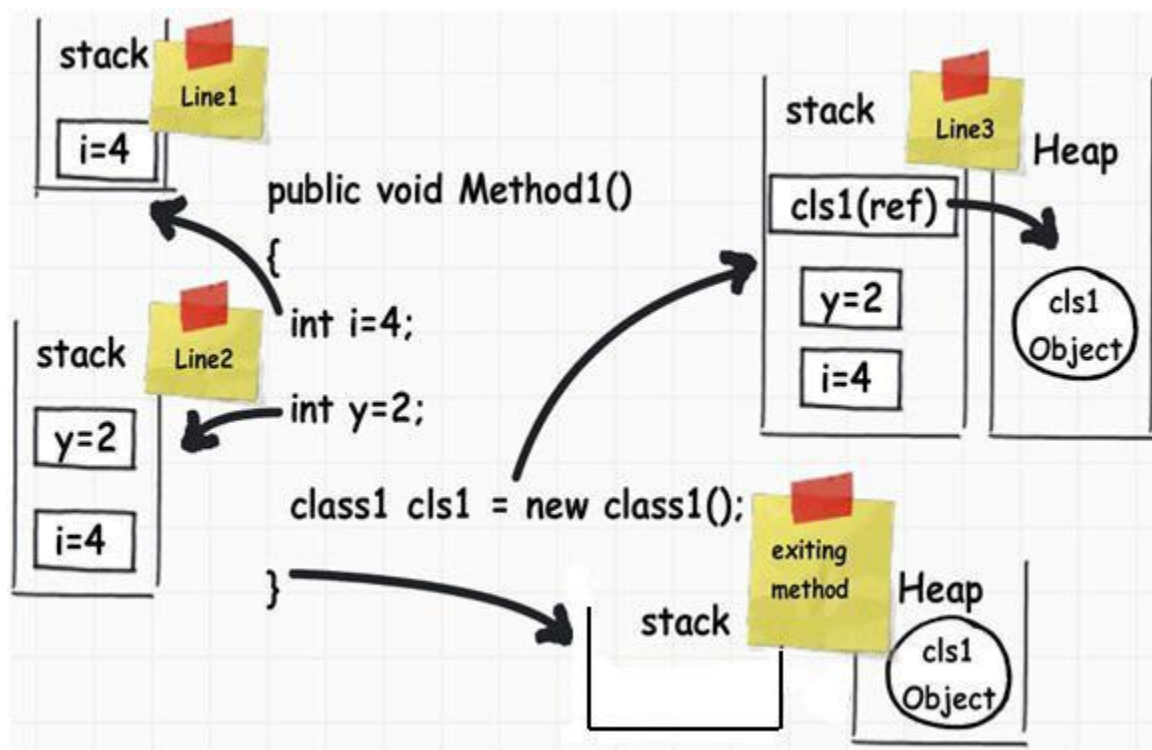 stack
Line1
i=4
public void Method1()
{
int i=4;
int y=2;
class1 cls1 = new class1();
}
stack
Line2
y=2
i=4
stack
Line3
Heap
cls1(ref)
y=2
i=4
cls1
Object
exiting
method
stack
Heap
cls1
Object